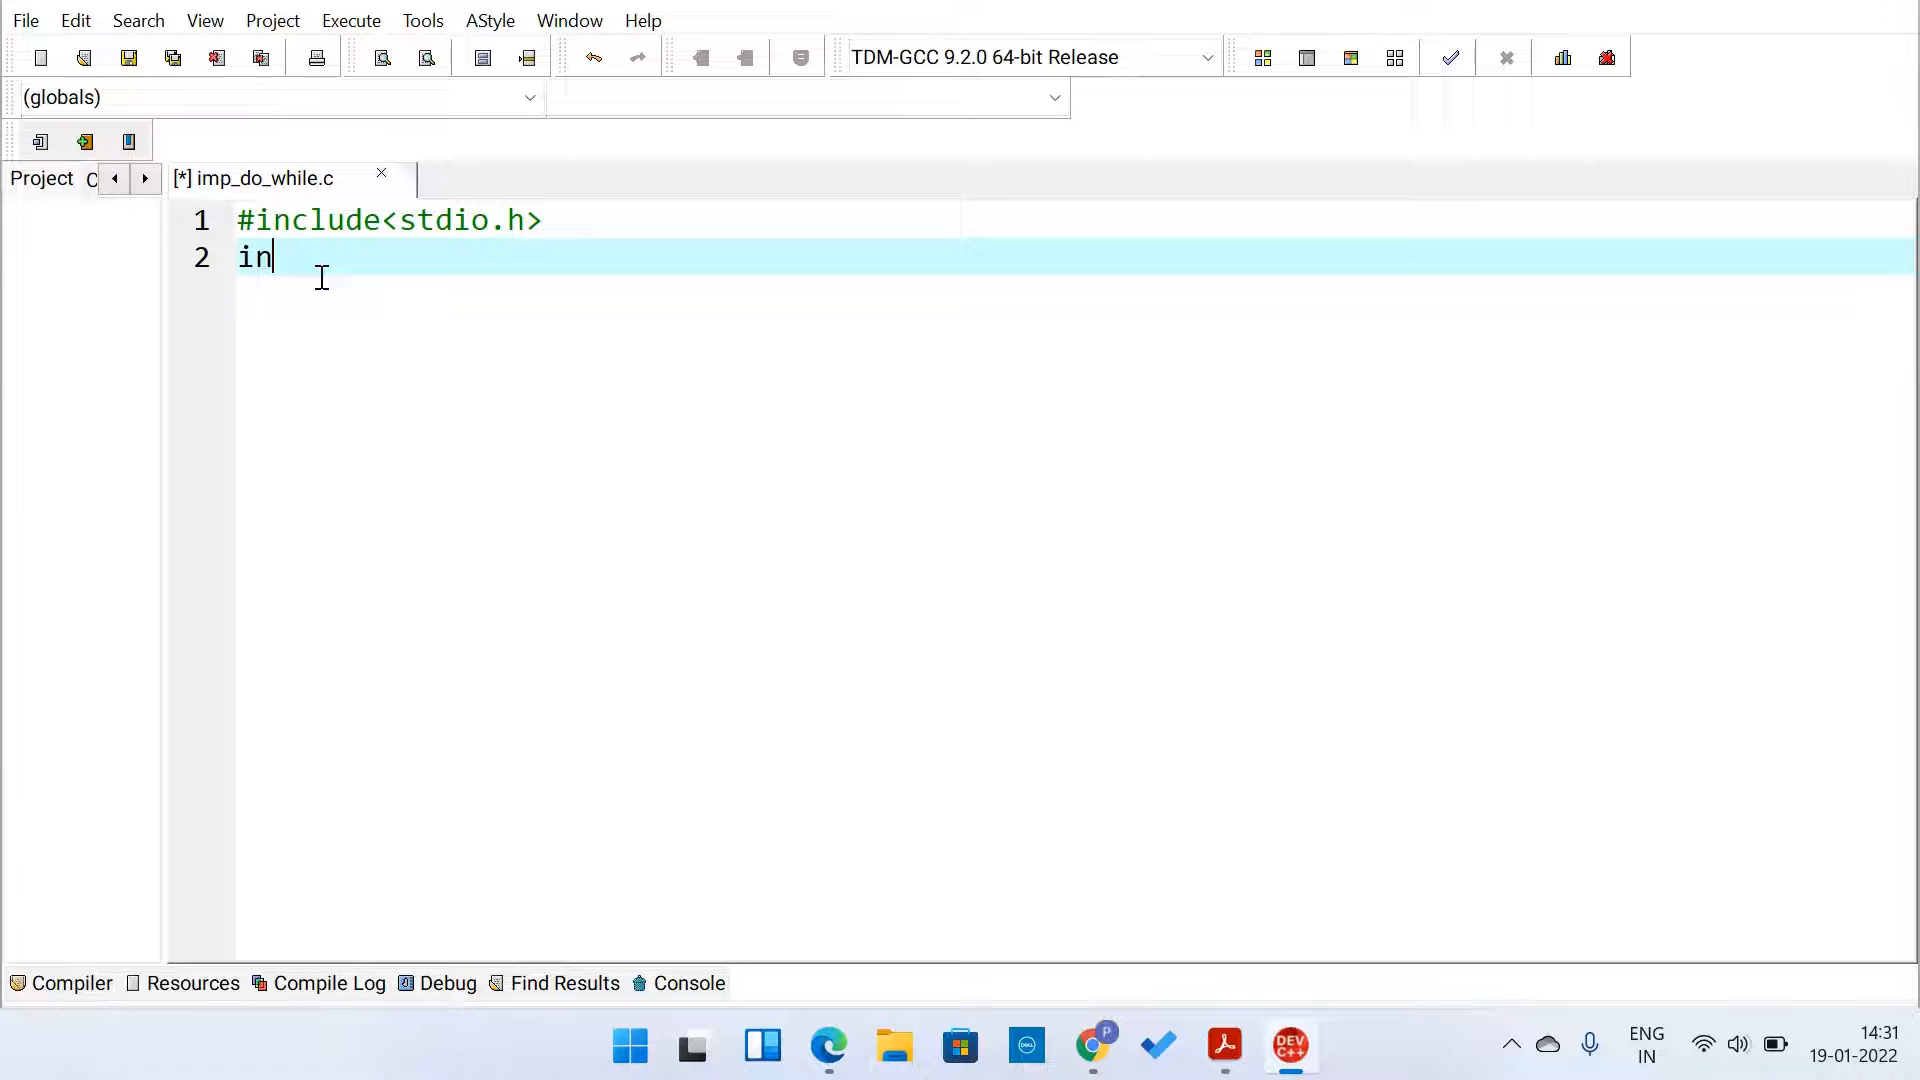 File Edit Search View Project Execute Tools AStyle Window Help
TDM-GCC 9.2.0 64-bit Release
(globals)
Project C [*] imp_do_while.c
1 #include<stdio.h>
2 in
Compiler Resources Compile Log Debug Find Results Console
P
DELL
DEV
C++
ENG
IN
14:31
19-01-2022